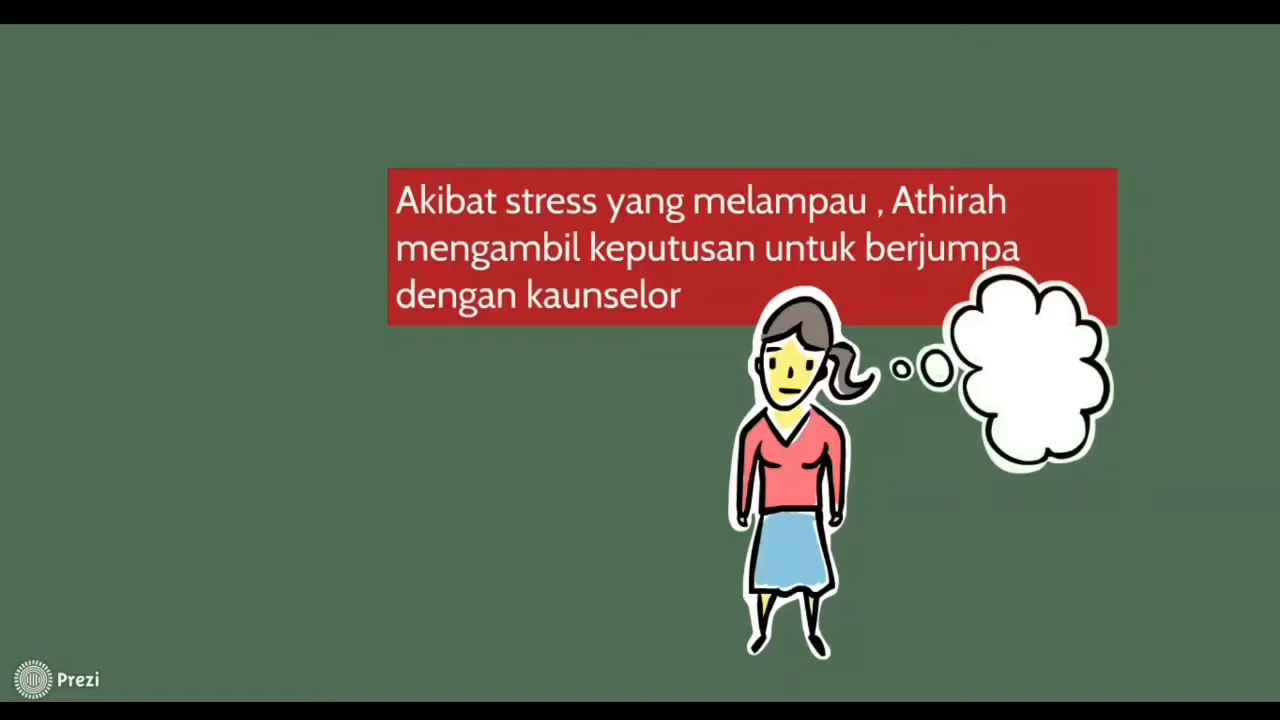 Akibat stress yang melampau , Athirah
mengambil keputusan untuk berjumpa
dengan kaunselor
Prezi